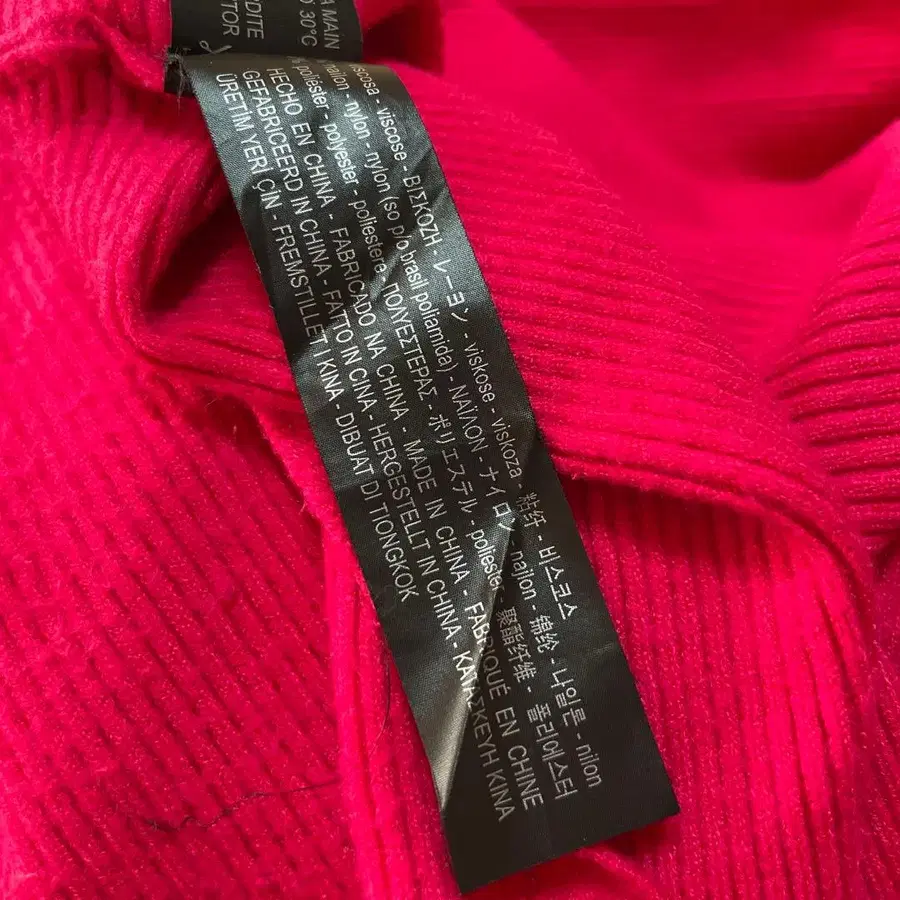 A MAIN
30°C
PDITE
TOR
viscosa - viscose - ΒΙΣΚΟΖΗ - レーヨン - viskose - viskoza - 粘纤 - 비스코스
nailon - nylon - nylon (so p/o brasil poliamida) - ΝΑΪΛΟΝ - ナイロン - najlon - 锦纶 - 나일론 - nilon
poliéster - polyester - poliestere - ΠΟΛΥΕΣΤΕΡΑΣ - ポリエステル - poliester - 聚酯纤维 - 폴리에스터
HECHO EN CHINA - FABRICADO NA CHINA - MADE IN CHINA - FABRIQUÉ EN CHINE
GEFABRICEERD IN CHINA - FATTO IN CINA - HERGESTELLT IN CHINA - ΚΑΤΑΣΚΕΥΗ ΚΙΝΑ
ÜRETİM YERİ ÇİN - FREMSTILLET I KINA - DIBUAT DI TIONGKOK